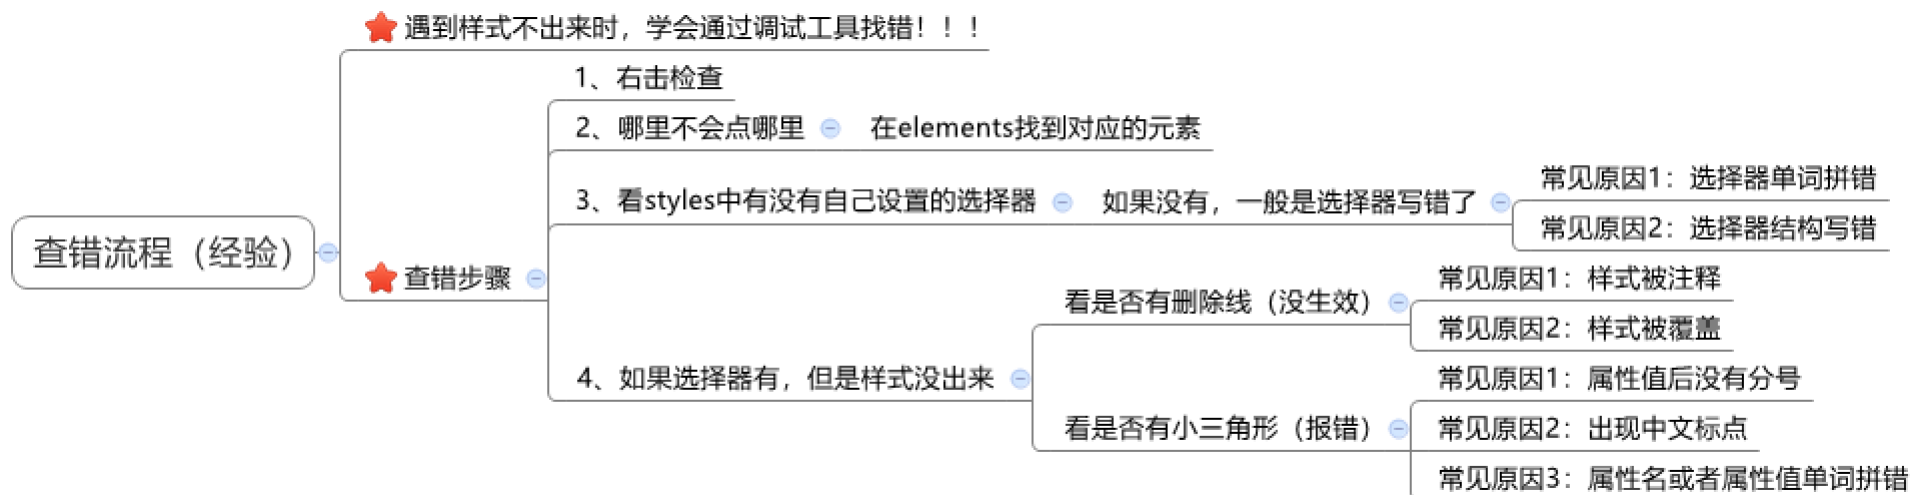 遇到样式不出来时，学会通过调试工具找错！！！
1、右击检查
2、哪里不会点哪里
在elements找到对应的元素
3、看styles中有没有自己设置的选择器
如果没有，一般是选择器写错了
常见原因1：选择器单词拼错
常见原因2：选择器结构写错
查错流程（经验）
查错步骤
4、如果选择器有，但是样式没出来
看是否有删除线（没生效）
常见原因1：样式被注释
常见原因2：样式被覆盖
看是否有小三角形（报错）
常见原因1：属性值后没有分号
常见原因2：出现中文标点
常见原因3：属性名或者属性值单词拼错